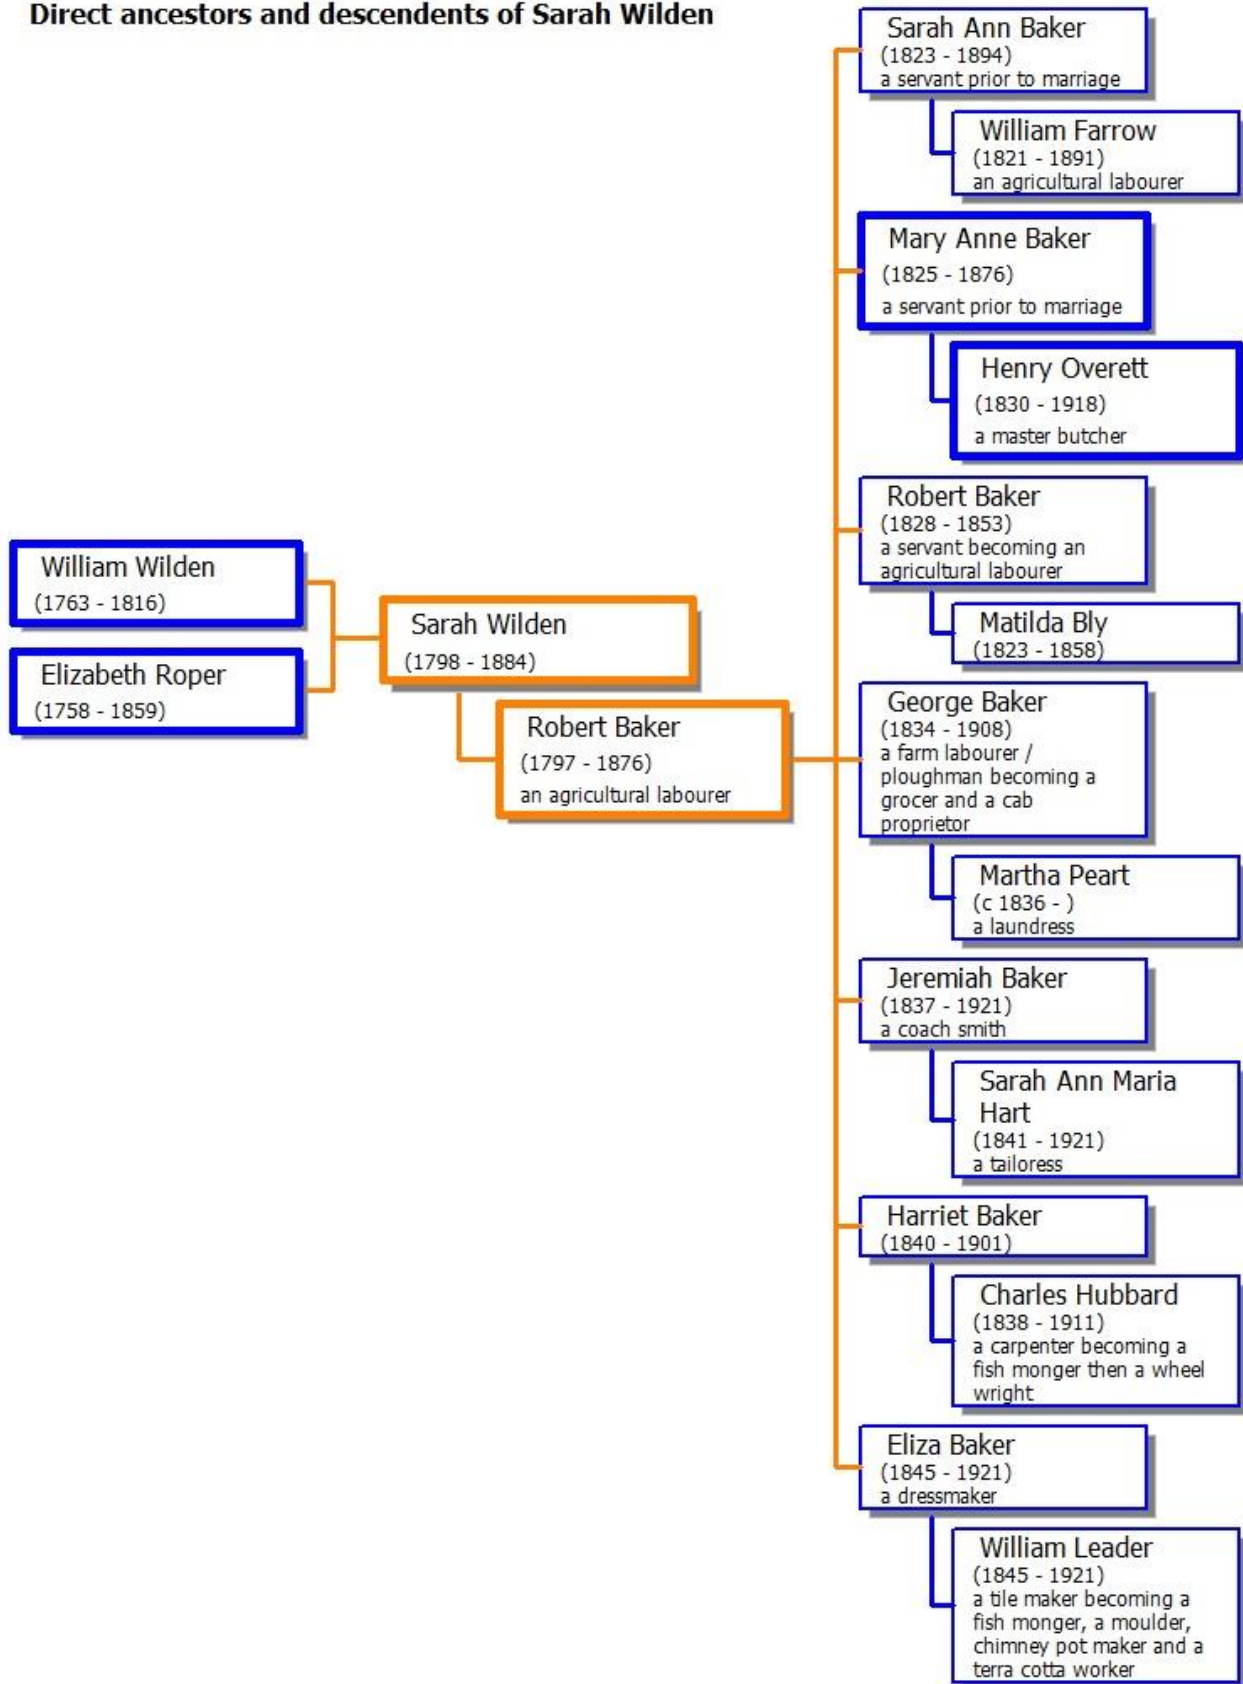 Direct ancestors and descendents of Sarah Wilden
William Wilden
(1763 - 1816)
Elizabeth Roper
(1758 - 1859)
Sarah Wilden
(1798 - 1884)
Robert Baker
(1797 - 1876)
an agricultural labourer
Sarah Ann Baker
(1823 - 1894)
a servant prior to marriage
William Farrow
(1821 - 1891)
an agricultural labourer
Mary Anne Baker
(1825 - 1876)
a servant prior to marriage
Henry Overett
(1830 - 1918)
a master butcher
Robert Baker
(1828 - 1853)
a servant becoming an
agricultural labourer
Matilda Bly
(1823 - 1858)
George Baker
(1834 - 1908)
a farm labourer /
ploughman becoming a
grocer and a cab
proprietor
Martha Peart
(c 1836 - )
a laundress
Jeremiah Baker
(1837 - 1921)
a coach smith
Sarah Ann Maria
Hart
(1841 - 1921)
a tailoress
Harriet Baker
(1840 - 1901)
Charles Hubbard
(1838 - 1911)
a carpenter becoming a
fish monger then a wheel
wright
Eliza Baker
(1845 - 1921)
a dressmaker
William Leader
(1845 - 1921)
a tile maker becoming a
fish monger, a moulder,
chimney pot maker and a
terra cotta worker